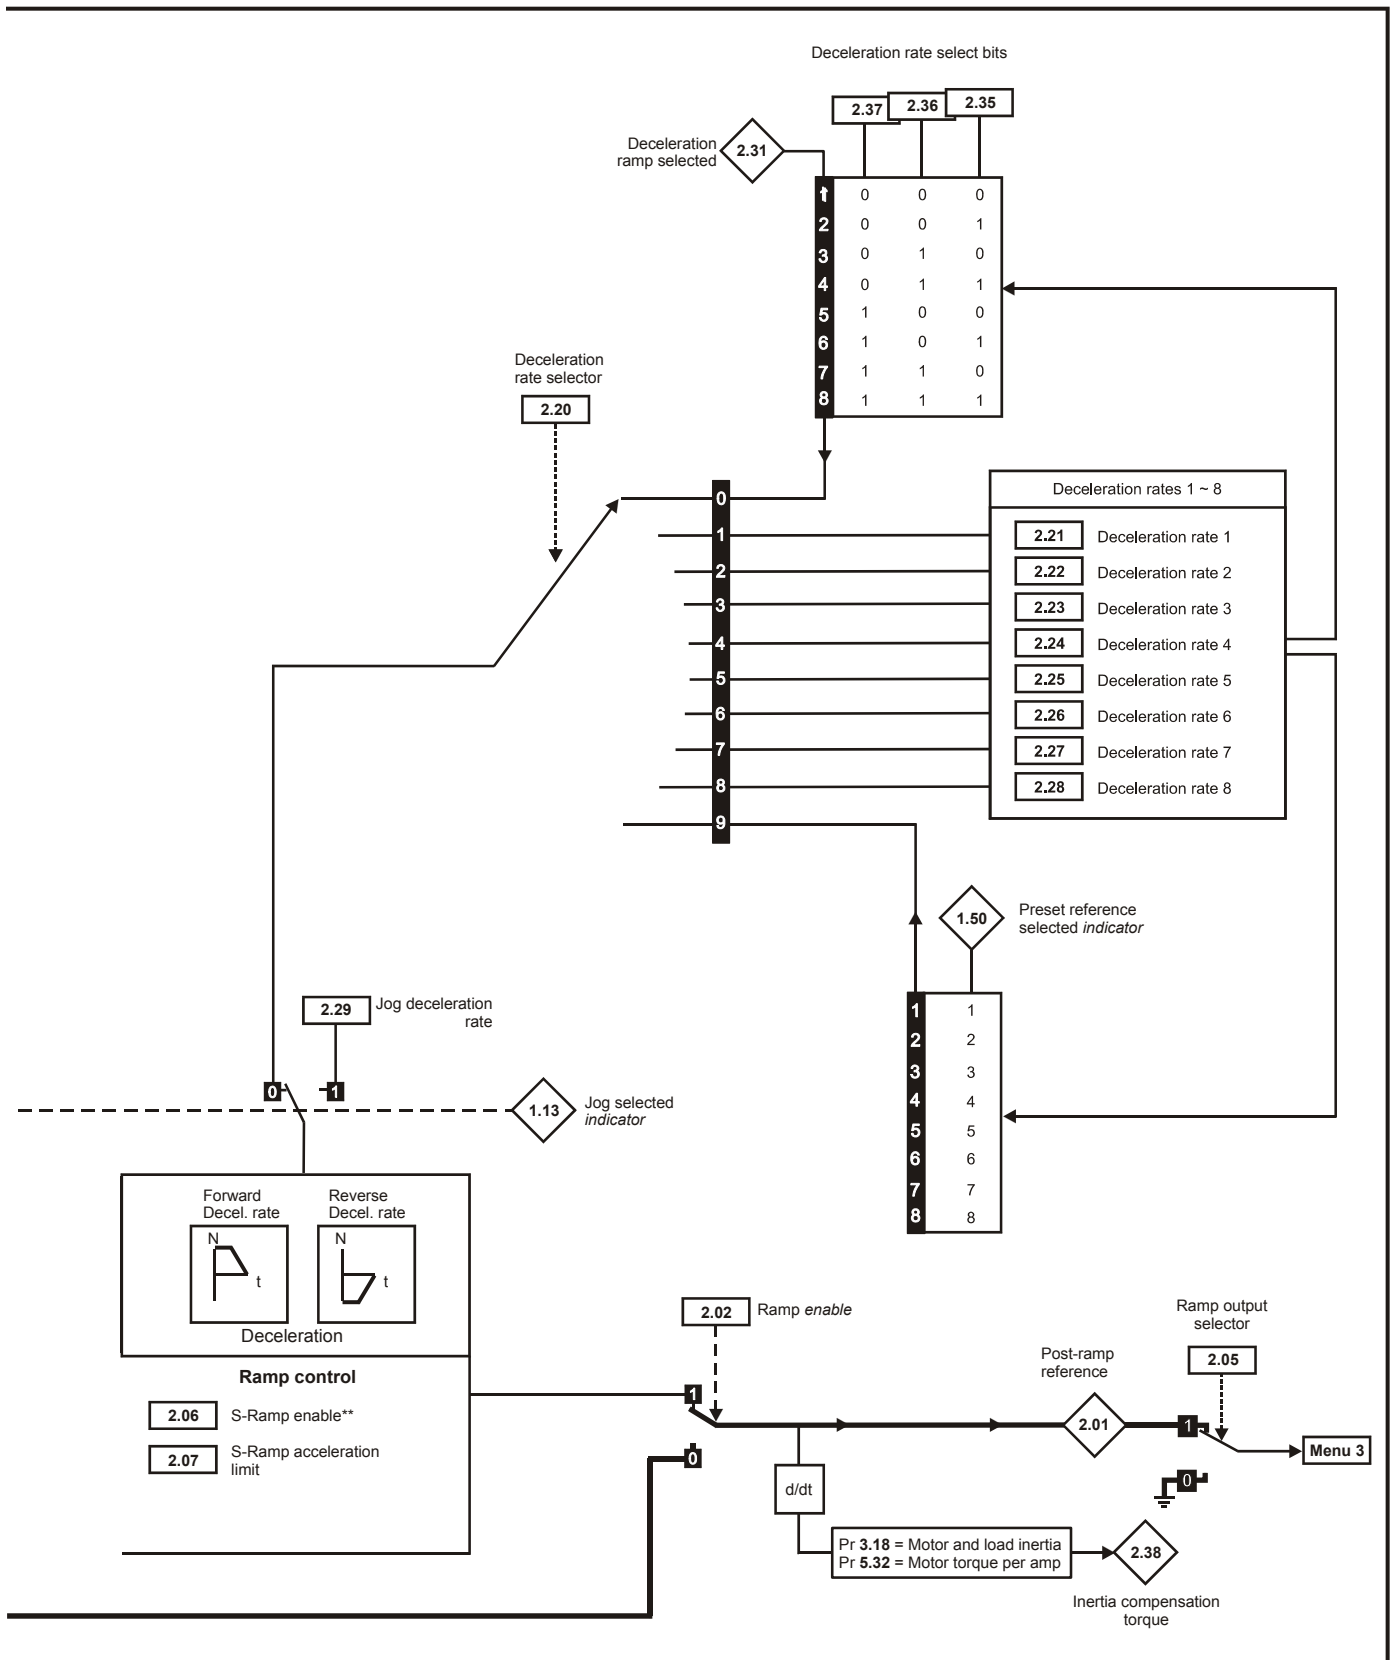 Deceleration rate select bits
2.37 2.36 2.35
Deceleration
ramp selected
2.31
1 0 0 0
2 0 0 1
3 0 1 0
4 0 1 1
5 1 0 0
6 1 0 1
7 1 1 0
8 1 1 1
Deceleration
rate selector
2.20
0
1
2
3
4
5
6
7
8
9
Deceleration rates 1 ~ 8
2.21 Deceleration rate 1
2.22 Deceleration rate 2
2.23 Deceleration rate 3
2.24 Deceleration rate 4
2.25 Deceleration rate 5
2.26 Deceleration rate 6
2.27 Deceleration rate 7
2.28 Deceleration rate 8
1.50
Preset reference
selected indicator
1 1
2 2
3 3
4 4
5 5
6 6
7 7
8 8
2.29
Jog deceleration
rate
0 1
1.13
Jog selected
indicator
Forward
Decel. rate
N
t
Reverse
Decel. rate
N
t
Deceleration
Ramp control
2.06 S-Ramp enable**
2.07 S-Ramp acceleration
limit
2.02 Ramp enable
1
0
d/dt
Pr 3.18 = Motor and load inertia
Pr 5.32 = Motor torque per amp
2.38
Inertia compensation
torque
Post-ramp
reference
2.01
Ramp output
selector
2.05
1
0
Menu 3